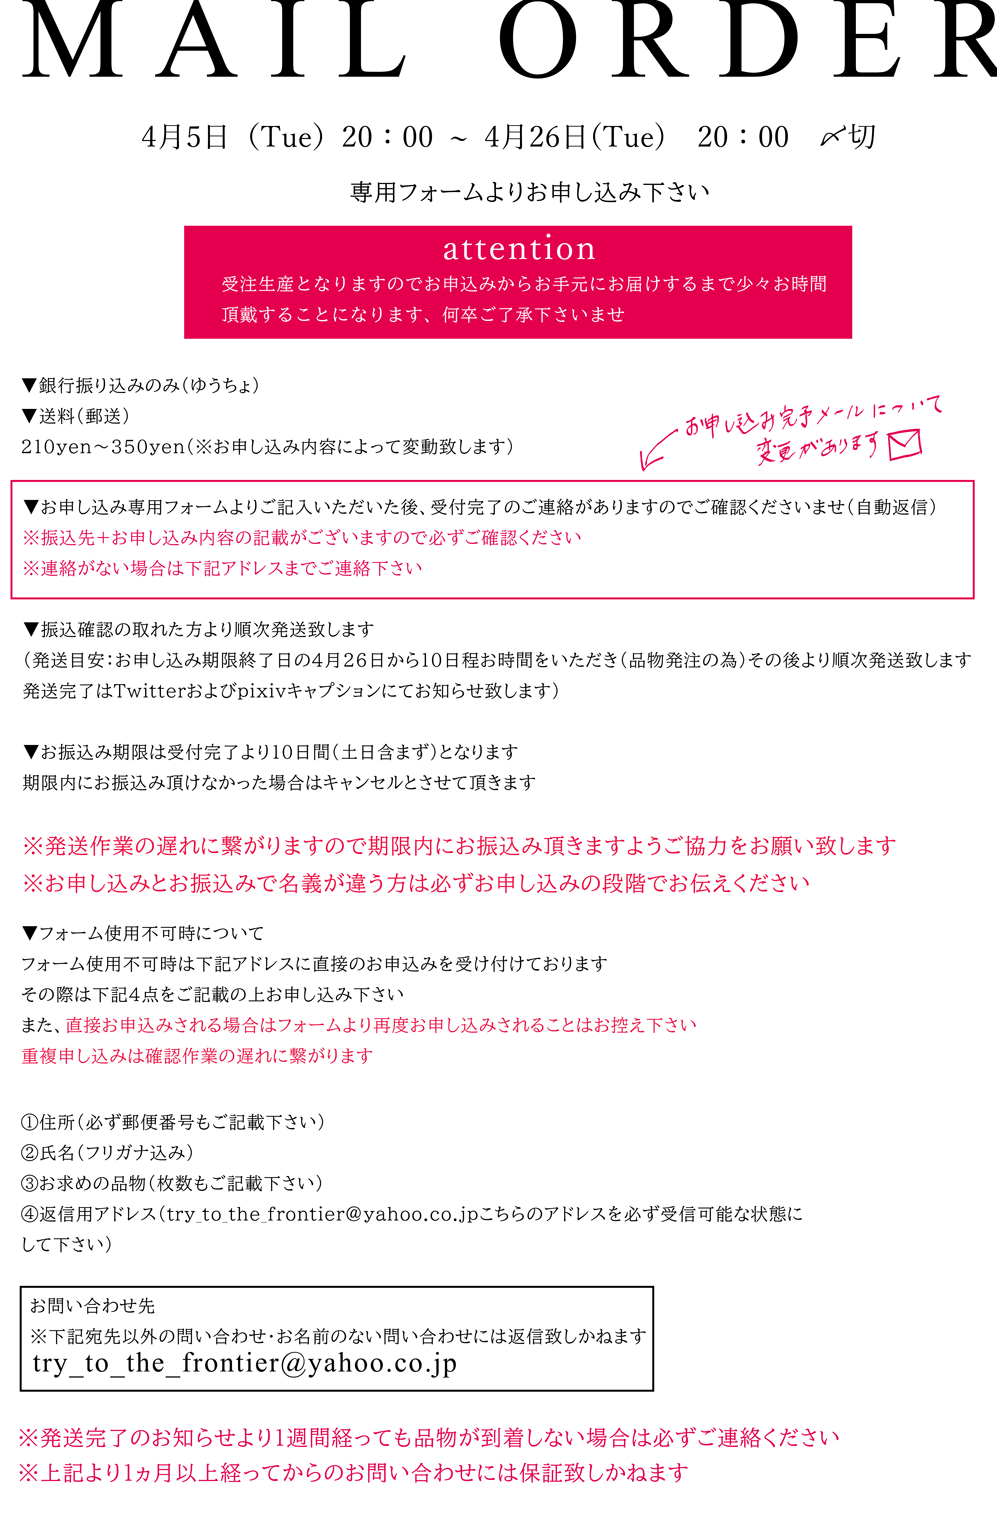 MAIL ORDER
4月5日（Tue）20：00 ～ 4月26日(Tue)　20：00　〆切
専用フォームよりお申し込み下さい
attention
受注生産となりますのでお申込みからお手元にお届けするまで少々お時間
頂戴することになります、何卒ご了承下さいませ
▼銀行振り込みのみ（ゆうちょ）
▼送料（郵送）
210yen～350yen（※お申し込み内容によって変動致します）
お申し込み完予メールについて
変更があります
▼お申し込み専用フォームよりご記入いただいた後、受付完了のご連絡がありますのでご確認くださいませ（自動返信）
※振込先＋お申し込み内容の記載がございますので必ずご確認ください
※連絡がない場合は下記アドレスまでご連絡下さい
▼振込確認の取れた方より順次発送致します
（発送目安：お申し込み期限終了日の4月26日から10日程お時間をいただき（品物発注の為）その後より順次発送致します
発送完了はTwitterおよびpixivキャプションにてお知らせ致します）
▼お振込み期限は受付完了より10日間（土日含まず）となります
期限内にお振込み頂けなかった場合はキャンセルとさせて頂きます
※発送作業の遅れに繋がりますので期限内にお振込み頂きますようご協力をお願い致します
※お申し込みとお振込みで名義が違う方は必ずお申し込みの段階でお伝えください
▼フォーム使用不可時について
フォーム使用不可時は下記アドレスに直接のお申込みを受け付けております
その際は下記4点をご記載の上お申し込み下さい
また、直接お申込みされる場合はフォームより再度お申し込みされることはお控え下さい
重複申し込みは確認作業の遅れに繋がります
①住所（必ず郵便番号もご記載下さい）
②氏名（フリガナ込み）
③お求めの品物（枚数もご記載下さい）
④返信用アドレス（try_to_the_frontier@yahoo.co.jpこちらのアドレスを必ず受信可能な状態に
して下さい）
お問い合わせ先
※下記宛先以外の問い合わせ・お名前のない問い合わせには返信致しかねます
try_to_the_frontier@yahoo.co.jp
※発送完了のお知らせより1週間経っても品物が到着しない場合は必ずご連絡ください
※上記より1ヵ月以上経ってからのお問い合わせには保証致しかねます